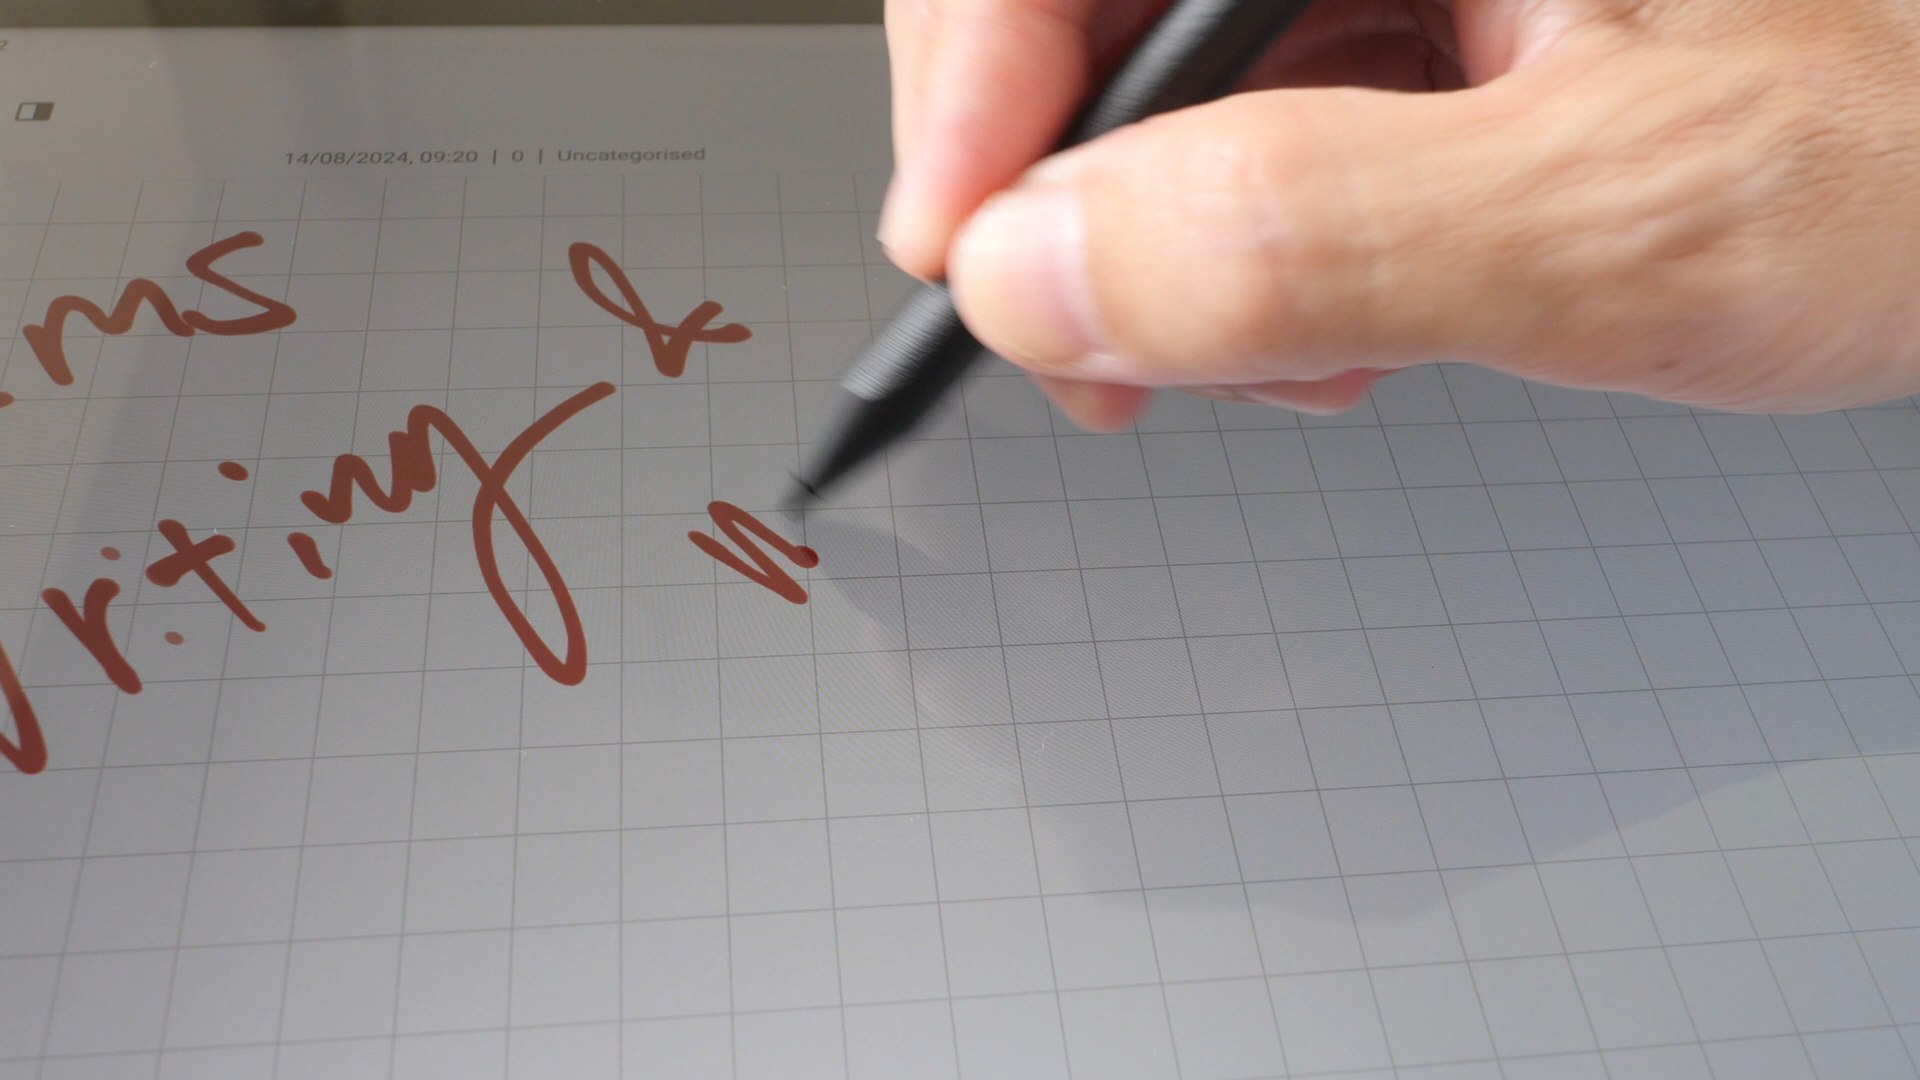 14/08/2024, 09:20 | 0 | Uncategorised
ms
riting &
n